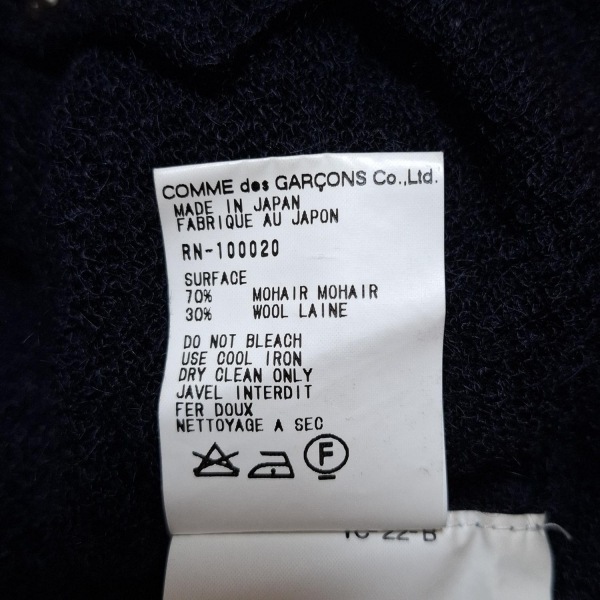 COMME des GARÇONS Co.,Ltd.
MADE IN JAPAN
FABRIQUE AU JAPON
RN-100020
SURFACE
70% MOHAIR MOHAIR
30% WOOL LAINE
DO NOT BLEACH
USE COOL IRON
DRY CLEAN ONLY
JAVEL INTERDIT
FER DOUX
NETTOYAGE A SEC
F